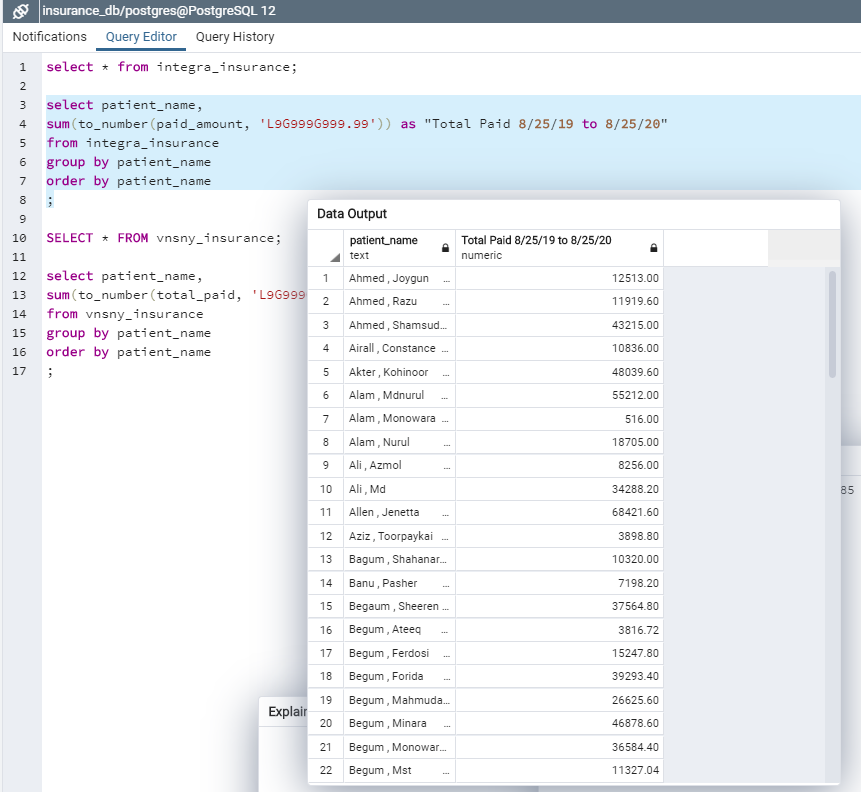 insurance_db/postgres@PostgreSQL 12
Notifications Query Editor Query History
1 select * from integra_insurance;
2
3 select patient_name,
4 sum(to_number(paid_amount, 'L9G999G999.99')) as "Total Paid 8/25/19 to 8/25/20"
5 from integra_insurance
6 group by patient_name
7 order by patient_name
8 ;
9
10 SELECT * FROM vnsny_insurance;
11
12 select patient_name,
13 sum(to_number(total_paid, 'L9G999
14 from vnsny_insurance
15 group by patient_name
16 order by patient_name
17 ;
Data Output
patient_name Total Paid 8/25/19 to 8/25/20
text numeric
1 Ahmed , Joygun ... 12513.00
2 Ahmed , Razu ... 11919.60
3 Ahmed , Shamsud... 43215.00
4 Airall , Constance ... 10836.00
5 Akter , Kohinoor ... 48039.60
6 Alam , Mdnurul ... 55212.00
7 Alam , Monowara ... 516.00
8 Alam , Nurul ... 18705.00
9 Ali , Azmol ... 8256.00
10 Ali , Md 34288.20
11 Allen , Jenetta ... 68421.60
12 Aziz , Toorpaykai ... 3898.80
13 Bagum , Shahanar... 10320.00
14 Banu , Pasher ... 7198.20
15 Begaum , Sheeren ... 37564.80
16 Begum , Ateeq ... 3816.72
17 Begum , Ferdosi ... 15247.80
18 Begum , Forida ... 39293.40
19 Begum , Mahmuda... 26625.60
20 Begum , Minara ... 46878.60
21 Begum , Monowar... 36584.40
22 Begum , Mst ... 11327.04
85
Explain